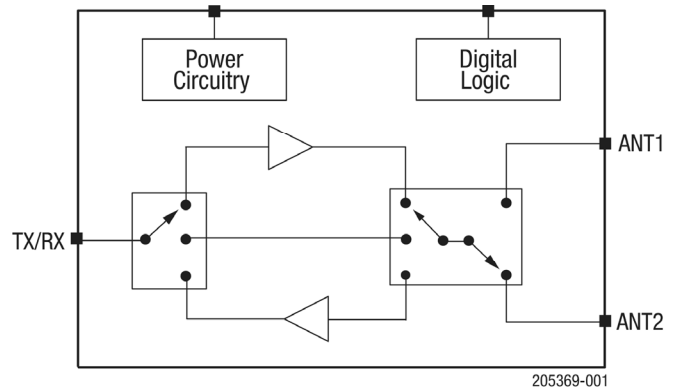 Power
Circuitry
Digital
Logic
ANT1
TX/RX
ANT2
205369-001